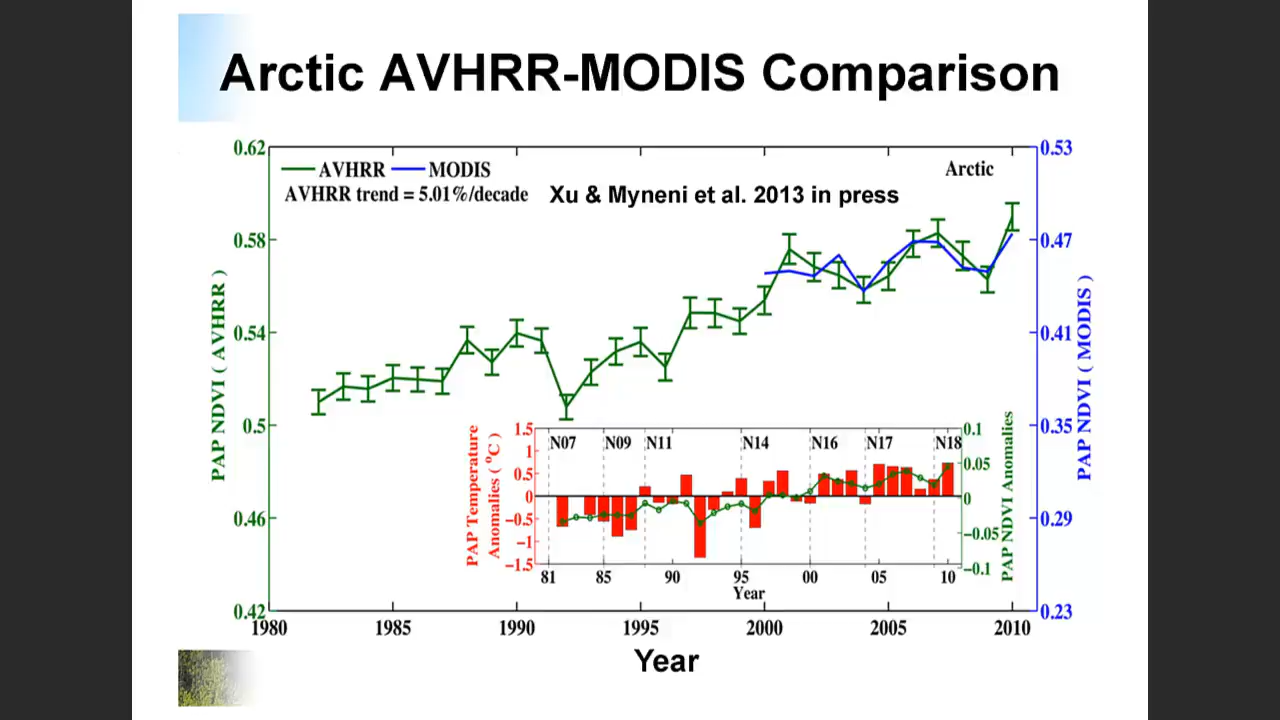 Arctic AVHRR-MODIS Comparison
0.62
0.53
AVHRR
MODIS
Arctic
AVHRR trend = 5.01%/decade
Xu & Myneni et al. 2013 in press
0.58
0.47
PAP NDVI ( AVHRR )
PAP NDVI ( MODIS )
0.54
0.41
0.5
0.35
0.46
0.29
0.42
0.23
PAP Temperature
Anomalies ( °C )
1.5
1
0.5
0
−0.5
−1
−1.5
N07
N09
N11
N14
N16
N17
N18
0.1
0.05
0
−0.05
−0.1
PAP NDVI Anomalies
81
85
90
95
00
05
10
Year
1980
1985
1990
1995
2000
2005
2010
Year